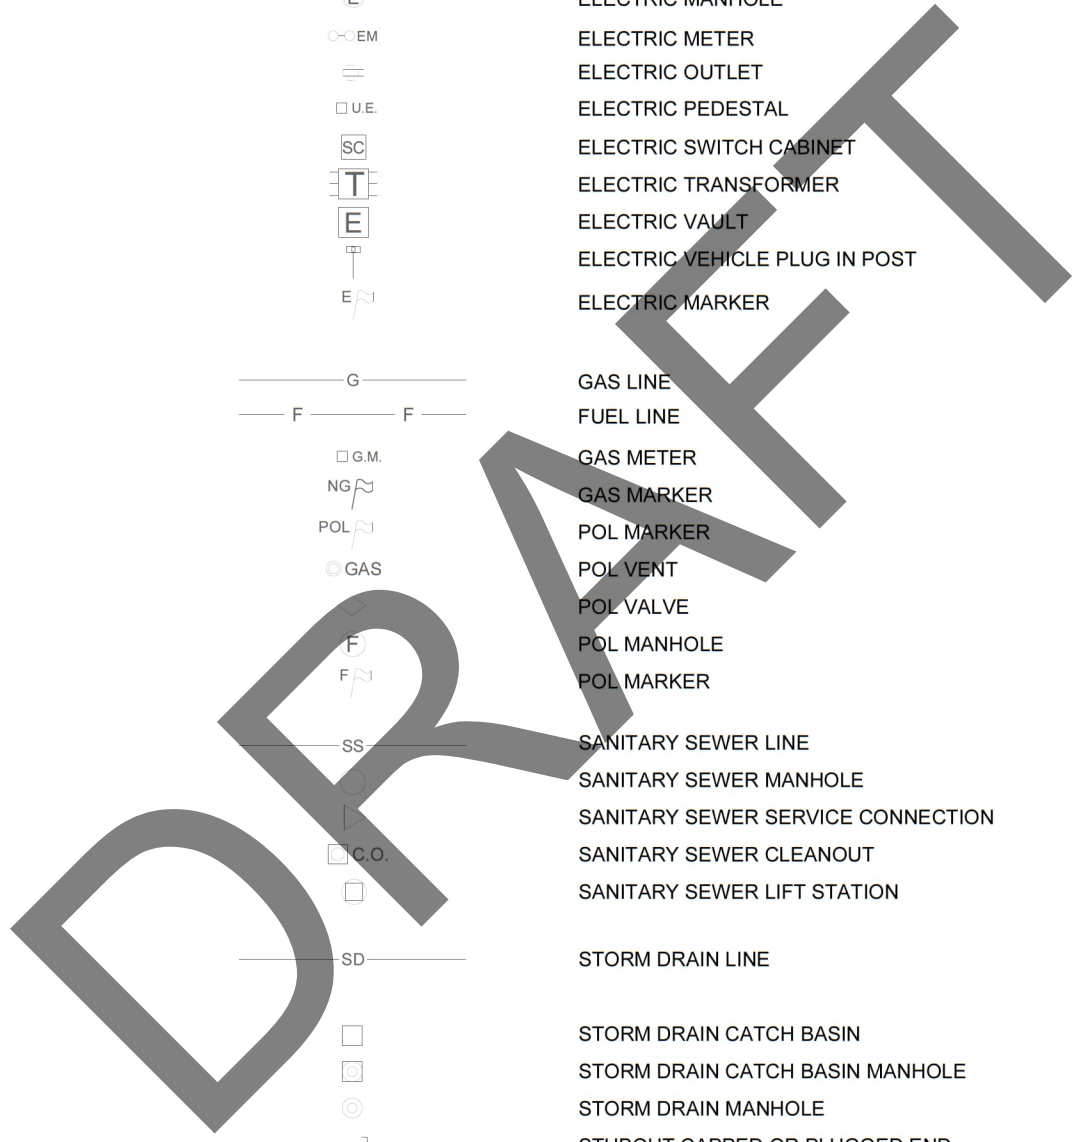 E ELECTRIC MANHOLE
EM ELECTRIC METER
ELECTRIC OUTLET
U.E. ELECTRIC PEDESTAL
SC ELECTRIC SWITCH CABINET
T ELECTRIC TRANSFORMER
E ELECTRIC VAULT
ELECTRIC VEHICLE PLUG IN POST
E ELECTRIC MARKER
G GAS LINE
F F FUEL LINE
G.M. GAS METER
NG GAS MARKER
POL POL MARKER
GAS POL VENT
POL VALVE
F POL MANHOLE
F POL MARKER
SS SANITARY SEWER LINE
SANITARY SEWER MANHOLE
SANITARY SEWER SERVICE CONNECTION
C.O. SANITARY SEWER CLEANOUT
SANITARY SEWER LIFT STATION
SD STORM DRAIN LINE
STORM DRAIN CATCH BASIN
STORM DRAIN CATCH BASIN MANHOLE
STORM DRAIN MANHOLE
STUBOUT CAPPED OR PLUGGED END
DRAFT